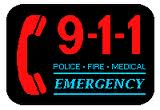 9-1-1
POLICE • FIRE • MEDICAL
EMERGENCY